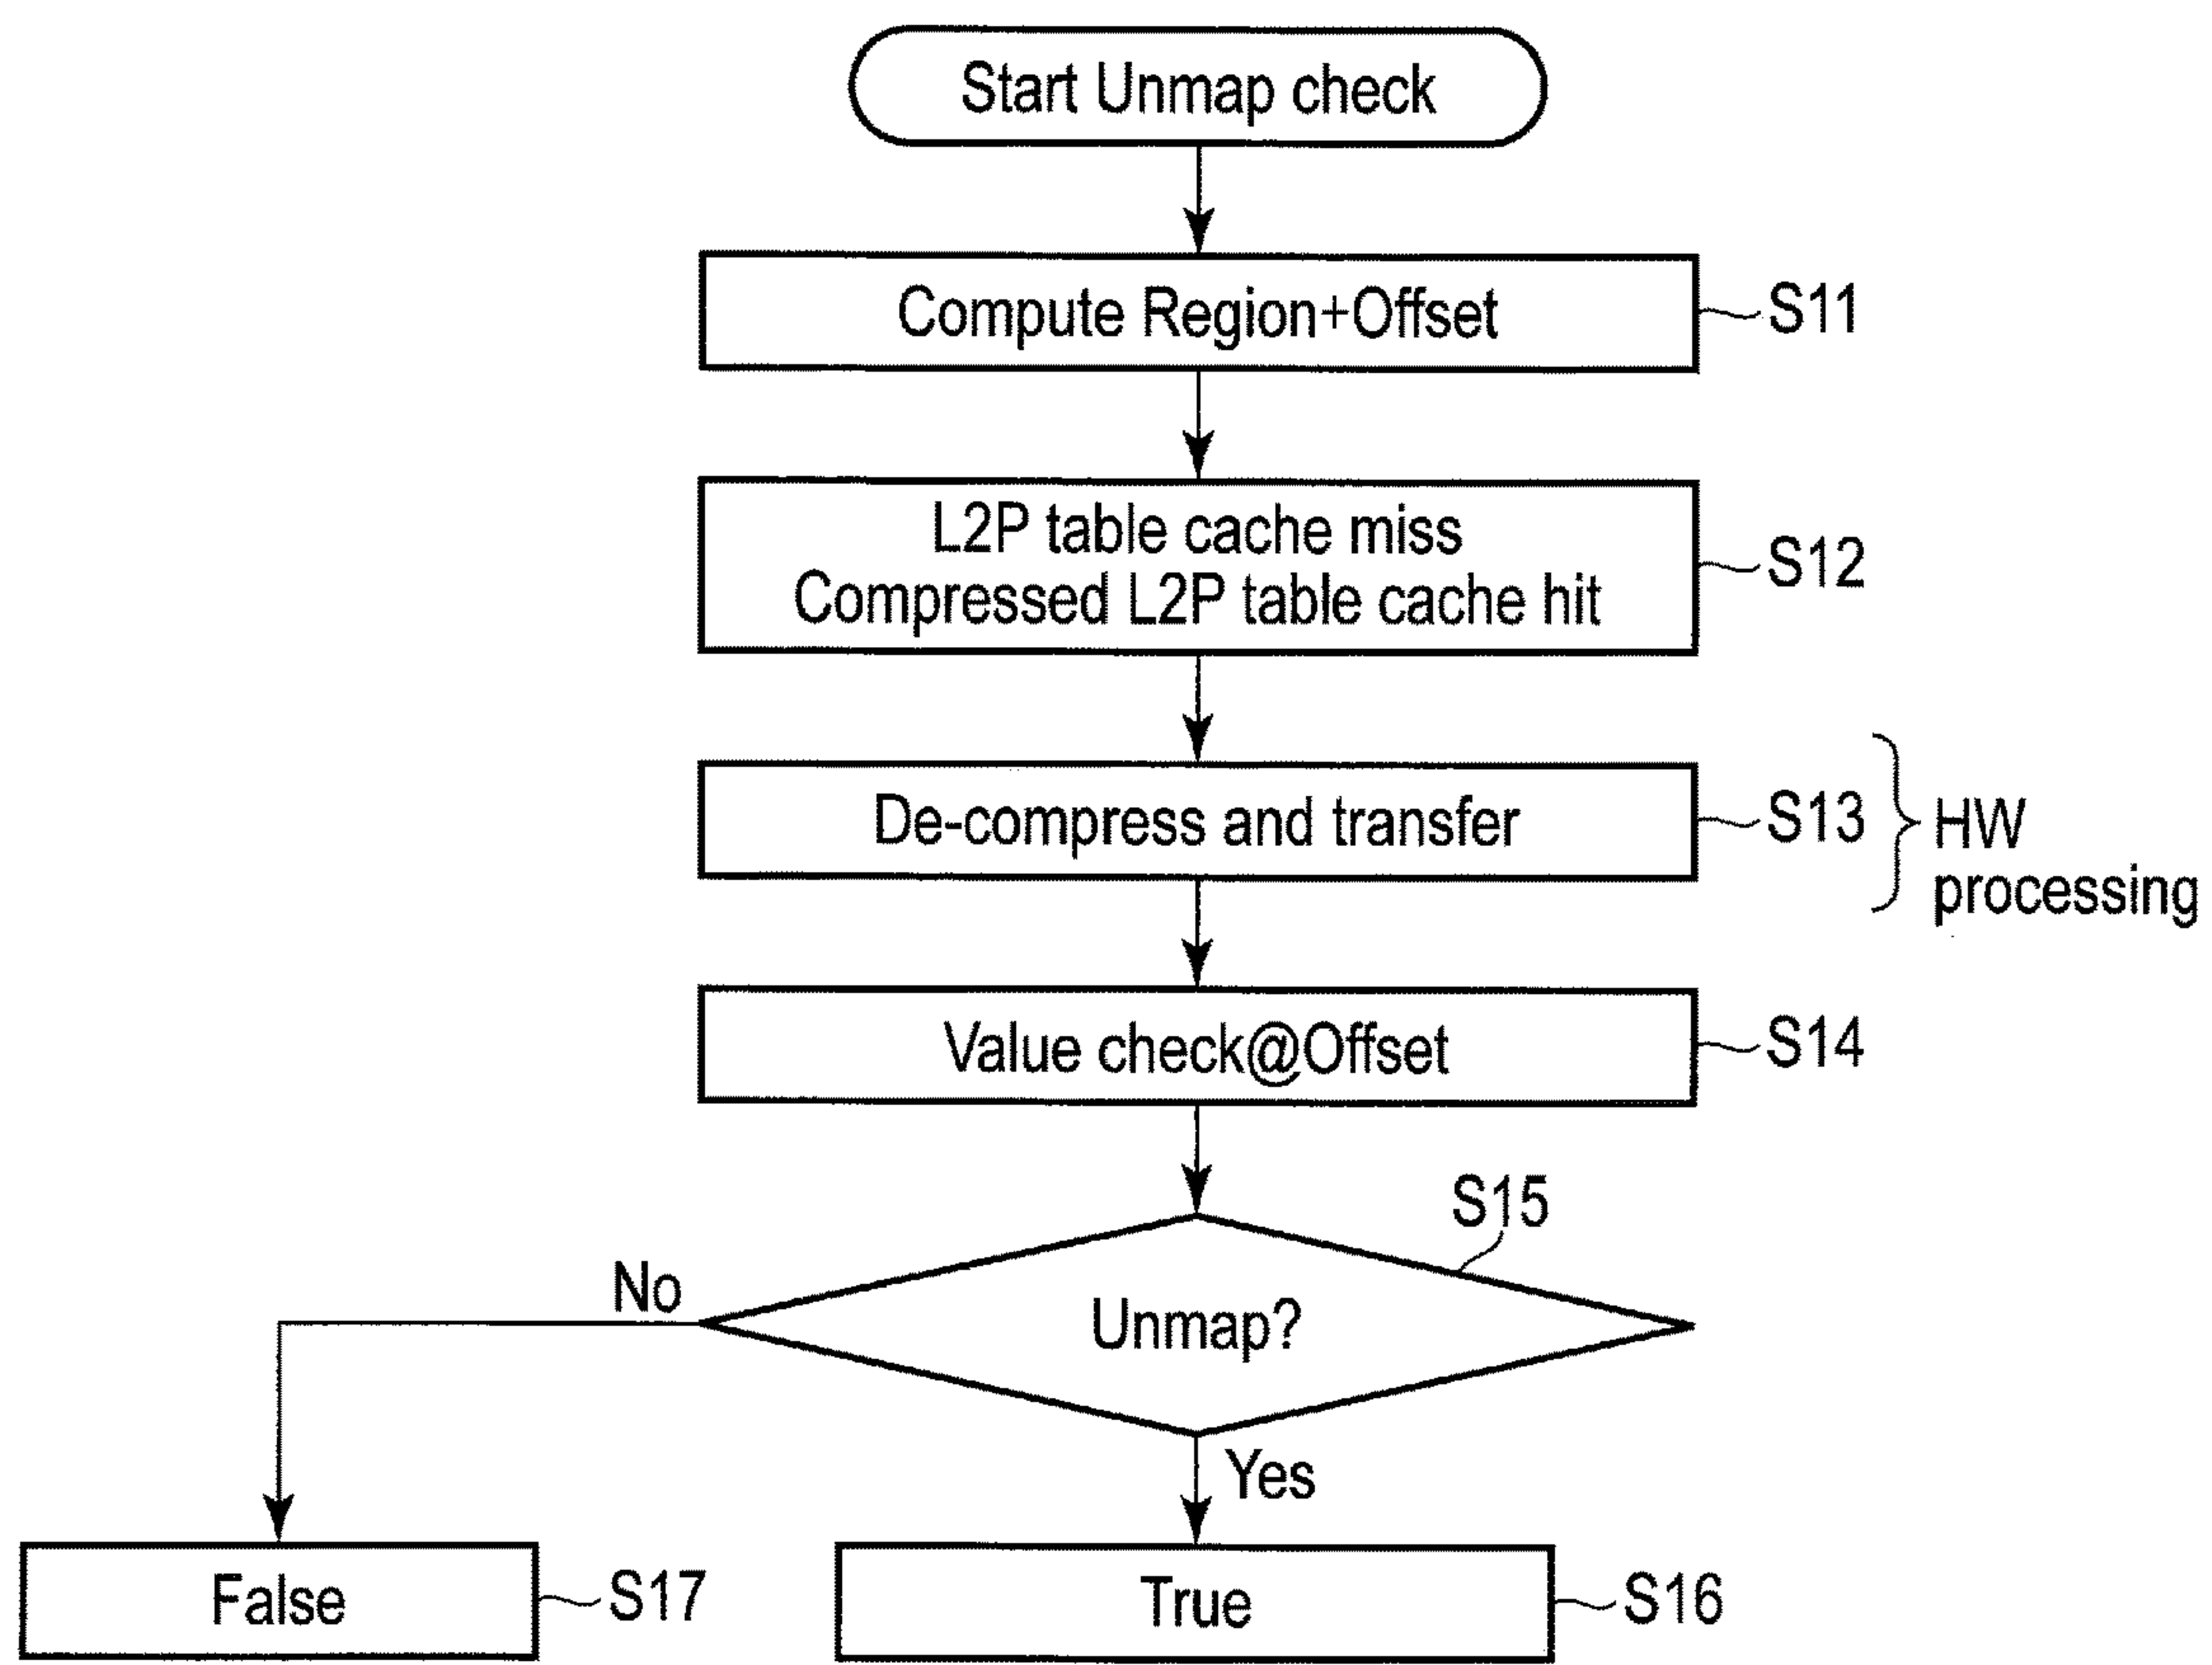 Start Unmap check
Compute Region+Offset
S11
L2P table cache miss
Compressed L2P table cache hit
S12
De-compress and transfer
S13
HW
processing
Value check@Offset
S14
S15
Unmap?
No
Yes
False
S17
True
S16